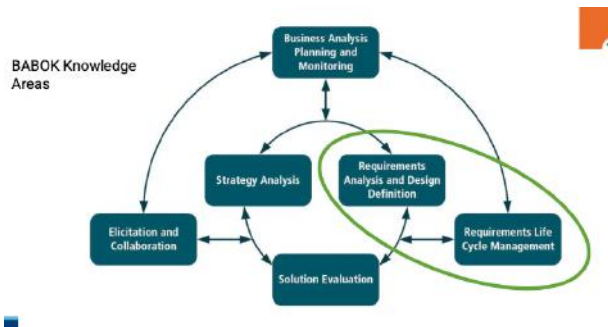 BABOK Knowledge
Areas
Business Analysis
Planning and
Monitoring
Strategy Analysis
Requirements
Analysis and Design
Definition
Elicitation and
Collaboration
Requirements Life
Cycle Management
Solution Evaluation